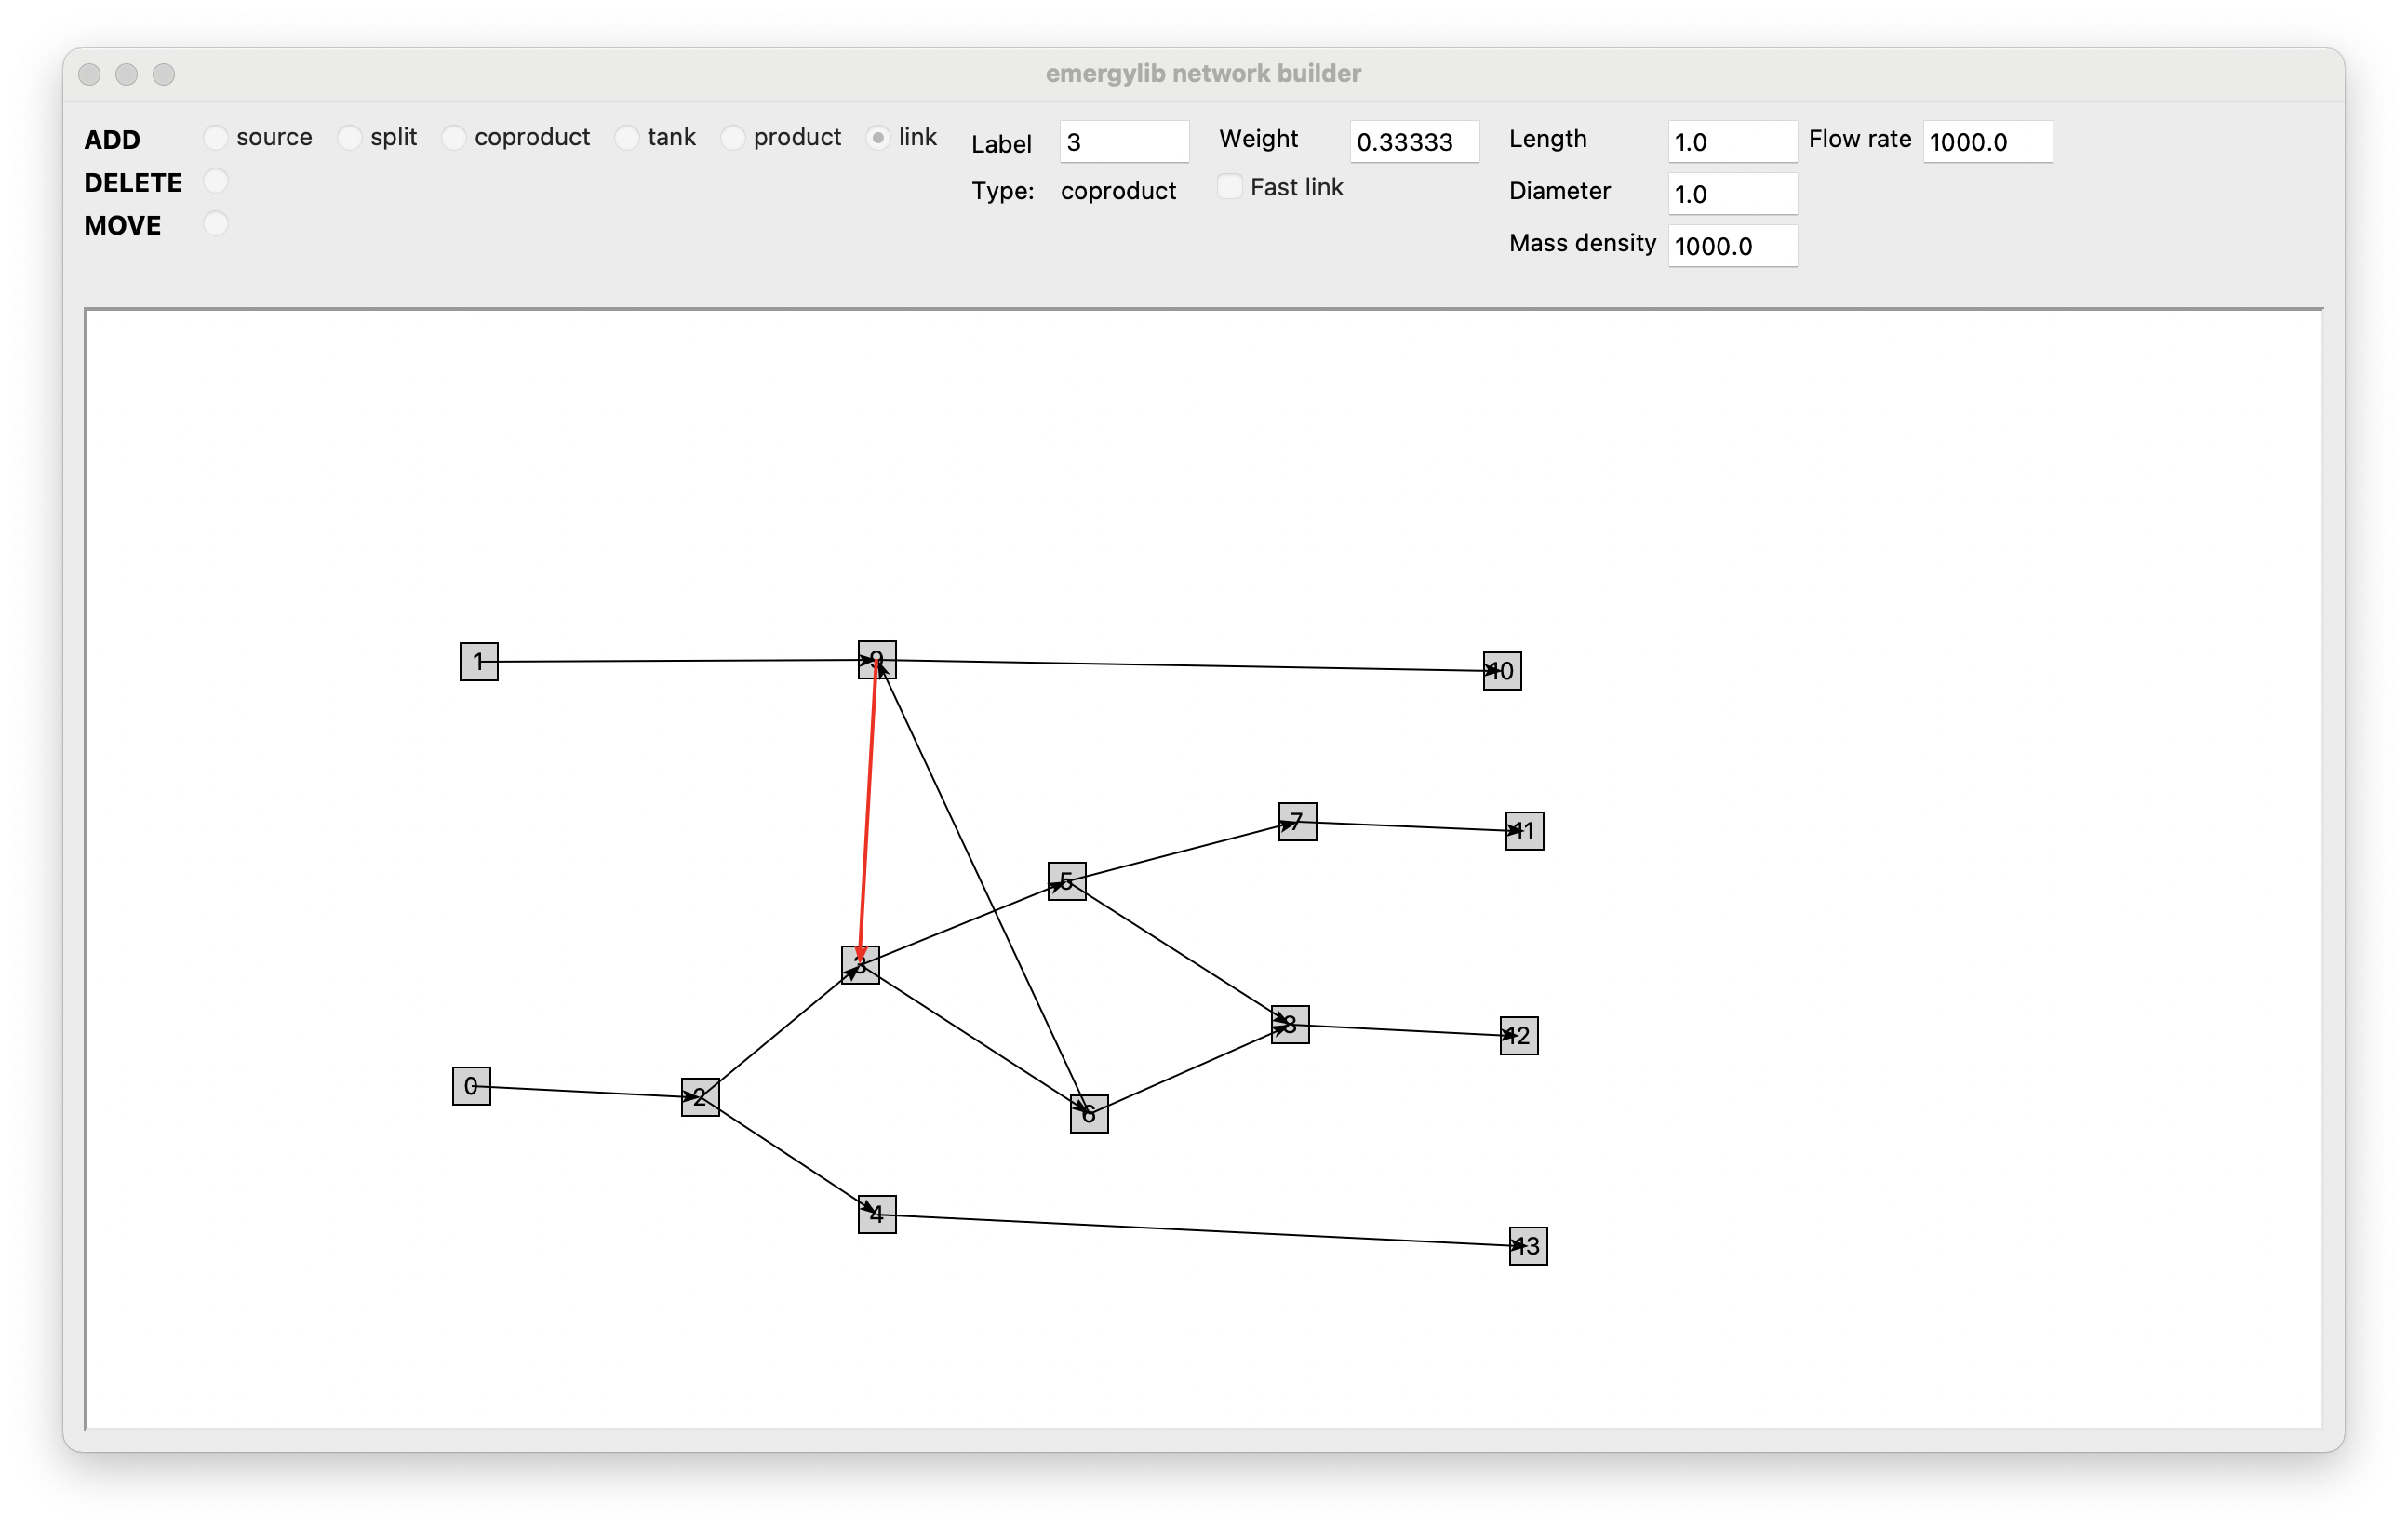 emergylib network builder
ADD source split coproduct tank product link Label 3 Weight 0.33333 Length 1.0 Flow rate 1000.0
DELETE Type: coproduct Fast link Diameter 1.0
MOVE Mass density 1000.0
1 9 10
7 11
5
3
8 12
0 2 6
4 13